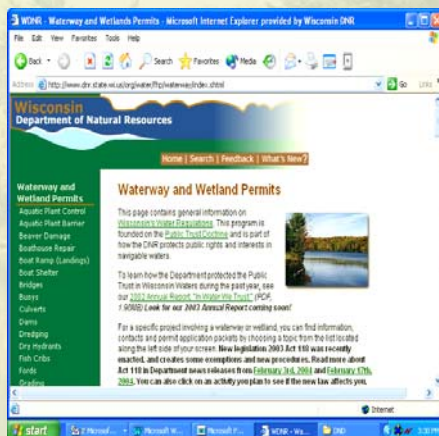 WDNR - Waterway and Wetlands Permits - Microsoft Internet Explorer provided by Wisconsin DNR
File Edit View Favorites Tools Help
Back Search Favorites Media
Address http://www.dnr.state.wi.us/org/water/fhp/waterway/index.shtml Go Links
Wisconsin
Department of Natural Resources
Home | Search | Feedback | What's New?
Waterway and
Wetland Permits
Aquatic Plant Control
Aquatic Plant Barrier
Beaver Damage
Boathouse Repair
Boat Ramp (Landings)
Boat Shelter
Bridges
Buoys
Culverts
Dams
Dredging
Dry Hydrants
Fish Cribs
Fords
Grading
Waterway and Wetland Permits
This page contains general information on
Wisconsin's Waterway Regulations. This program is
founded on the Public Trust Doctrine and is part of
how the DNR protects public rights and interests in
navigable waters.
To learn how the Department protected the Public
Trust in Wisconsin Waters during the past year, see
our 2002 Annual Report, "In Water We Trust" (PDF,
1.90MB) Look for our 2003 Annual Report coming soon!
For a specific project involving a waterway or wetland, you can find information,
contacts and permit application packets by choosing a topic from the list located
along the left side of your screen. New legislation 2003 Act 118 was recently
enacted, and creates some exemptions and new procedures. Read more about
Act 118 in Department news releases from February 3rd, 2004 and February 17th,
2004. You can also click on an activity you plan to see if the new law affects you.
Internet
start 2 Microsof... Microsoft W... Microsoft P... WDNR - Wa... DND 3:30 PM